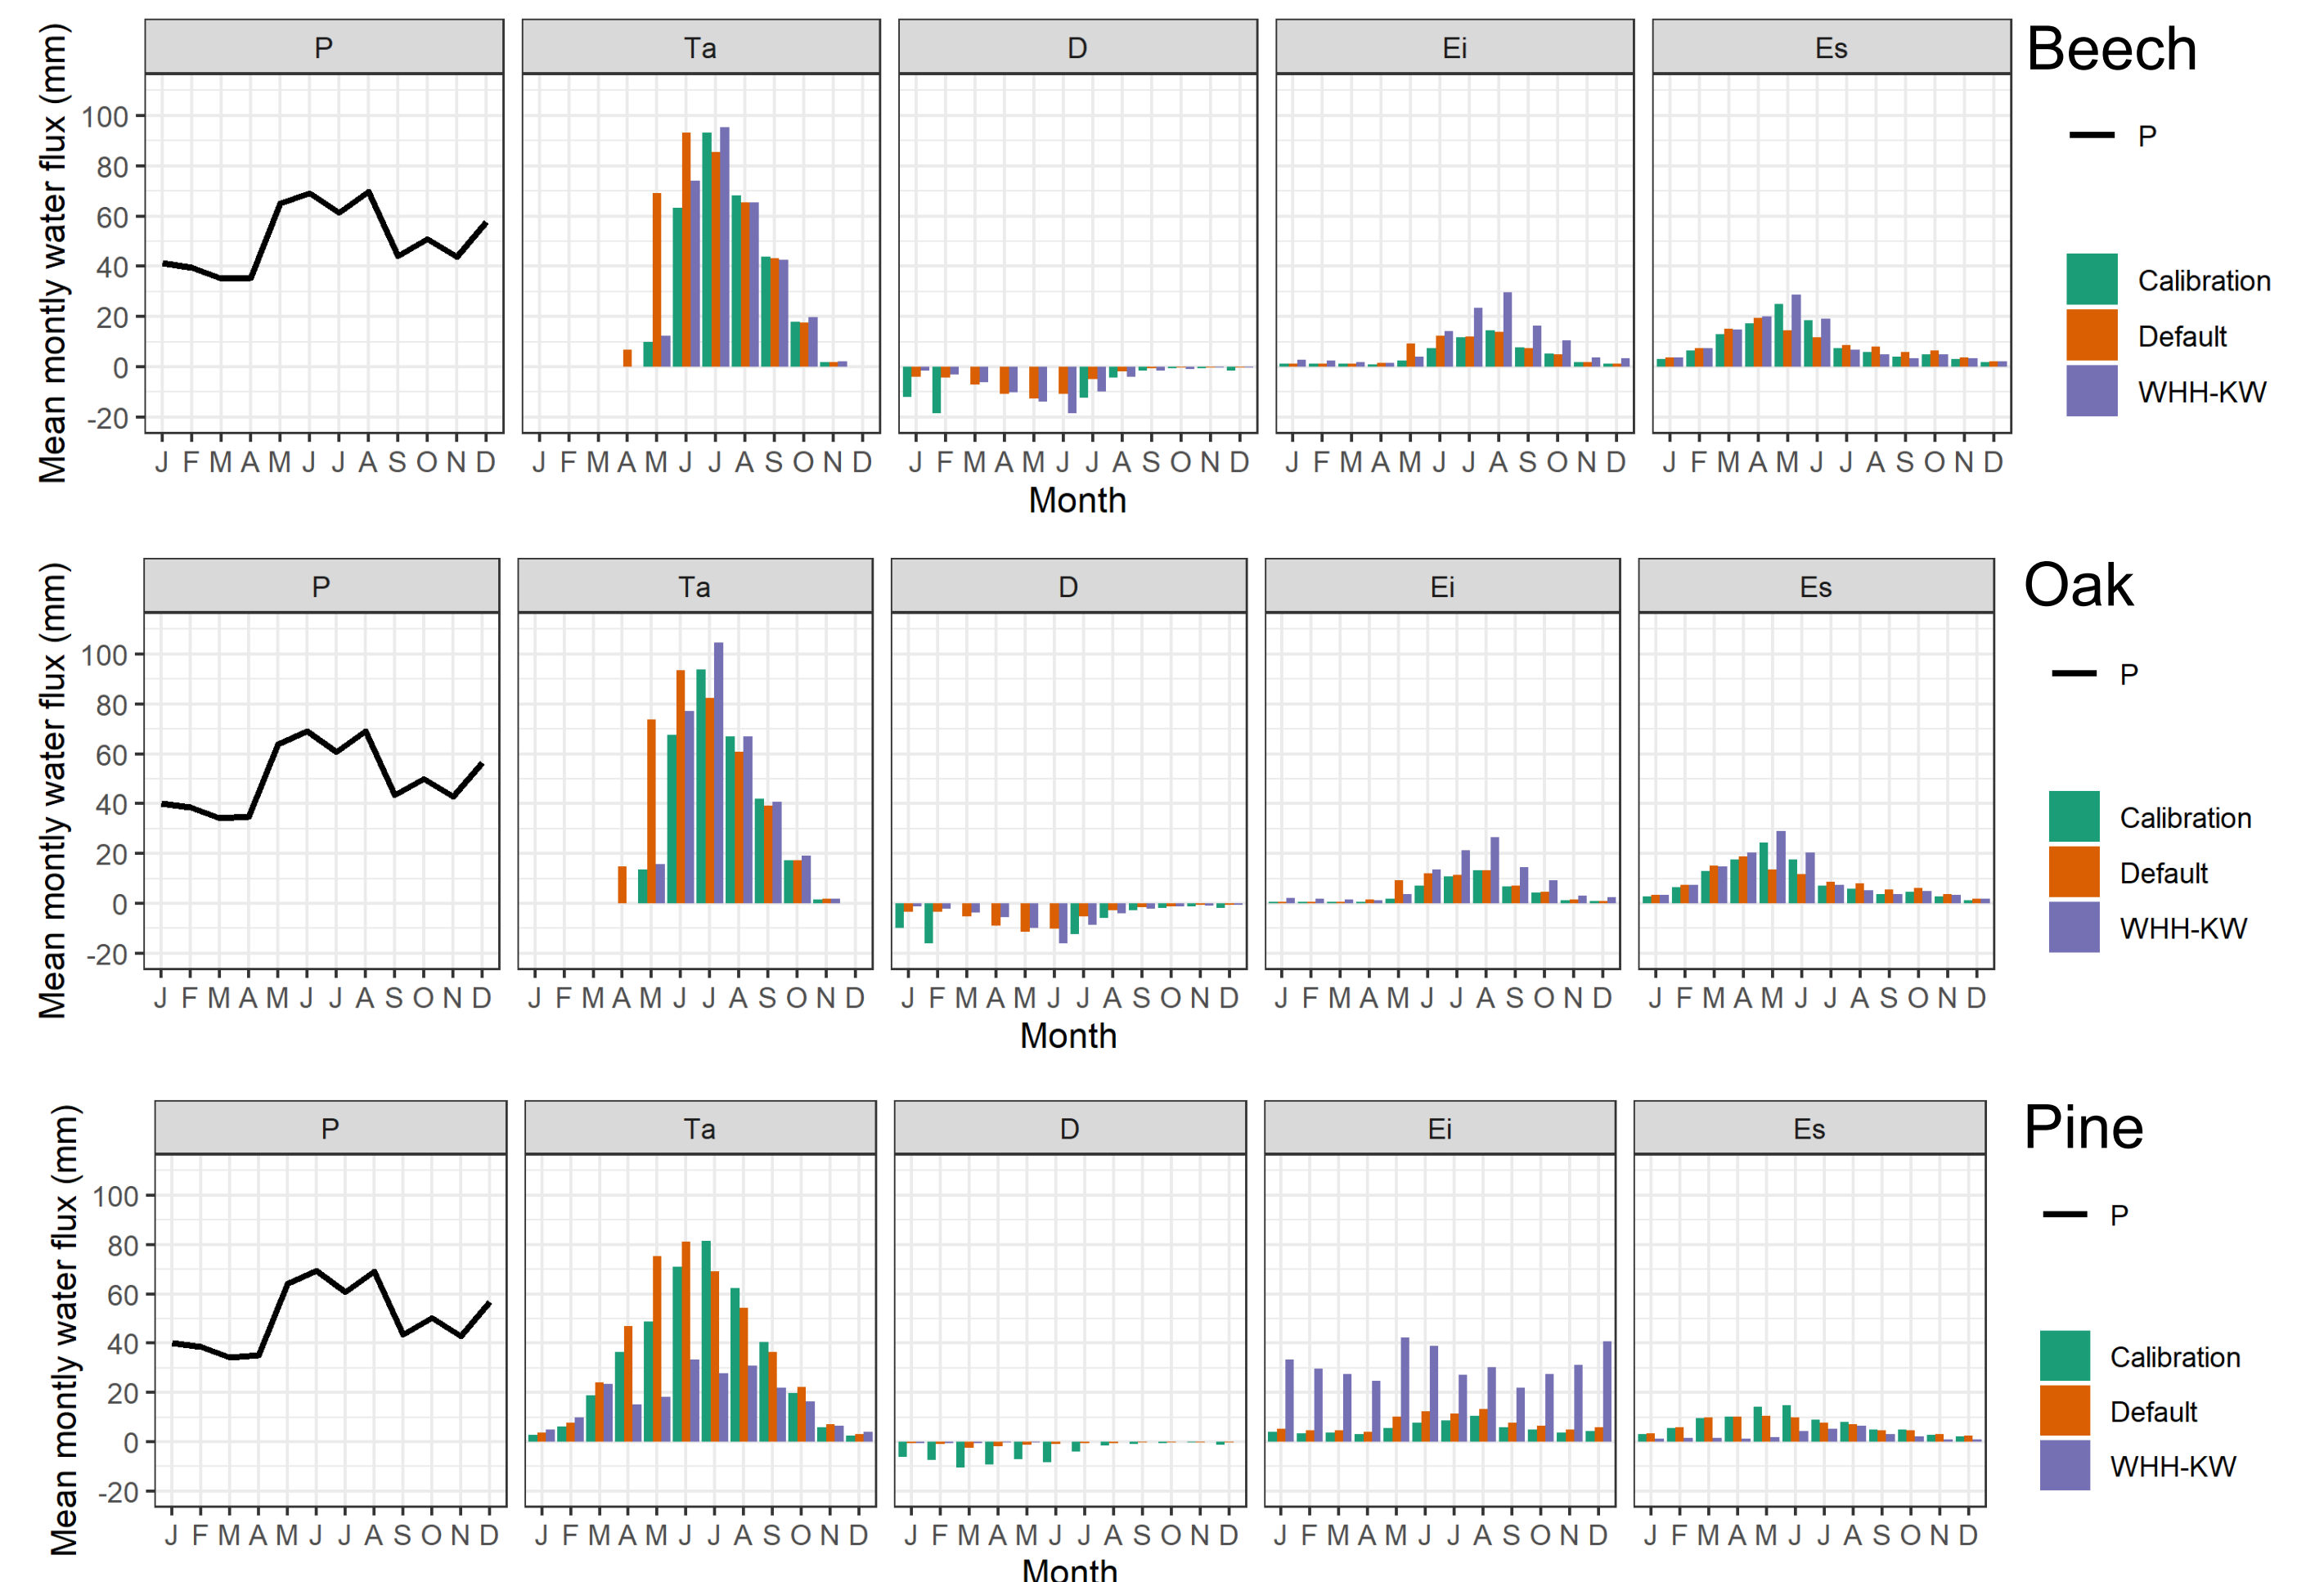 P Ta D Ei Es Beech
Mean montly water flux (mm)
100
80
60
40
20
0
-20
J F M A M J J A S O N D J F M A M J J A S O N D J F M A M J J A S O N D J F M A M J J A S O N D J F M A M J J A S O N D
Month
P
Calibration
Default
WHH-KW
P Ta D Ei Es Oak
Mean montly water flux (mm)
100
80
60
40
20
0
-20
J F M A M J J A S O N D J F M A M J J A S O N D J F M A M J J A S O N D J F M A M J J A S O N D J F M A M J J A S O N D
Month
P
Calibration
Default
WHH-KW
P Ta D Ei Es Pine
Mean montly water flux (mm)
100
80
60
40
20
0
-20
J F M A M J J A S O N D J F M A M J J A S O N D J F M A M J J A S O N D J F M A M J J A S O N D J F M A M J J A S O N D
Month
P
Calibration
Default
WHH-KW